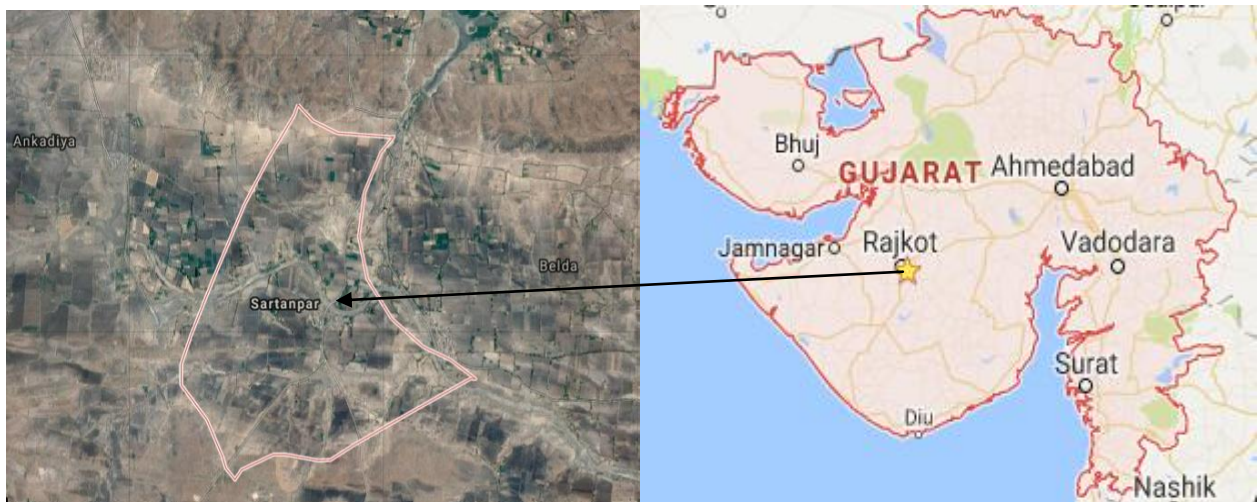 Ankadiya
Belda
Sartanpar
Bhuj
GUJARAT
Ahmedabad
Jamnagar
Rajkot
Vadodara
Surat
Diu
Nashik